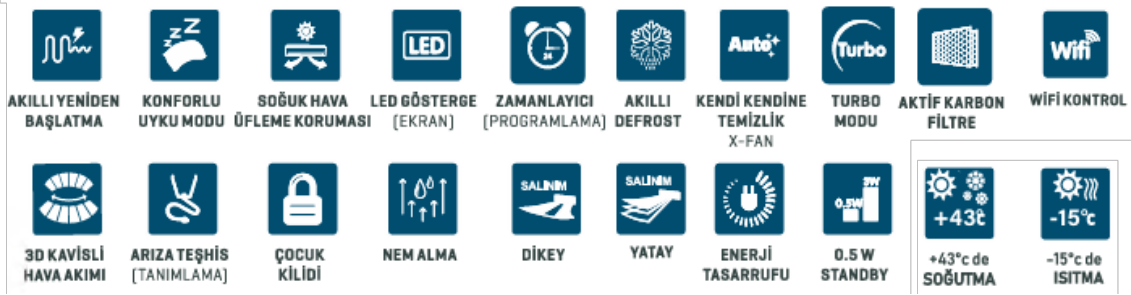 zzZ
LED
24
Auto
Turbo
Wifi
AKILLI YENİDEN
BAŞLATMA
KONFORLU
UYKU MODU
SOĞUK HAVA
ÜFLEME KORUMASI
LED GÖSTERGE
(EKRAN)
ZAMANLAYICI
(PROGRAMLAMA)
AKILLI
DEFROST
KENDİ KENDİNE
TEMİZLİK
X-FAN
TURBO
MODU
AKTİF KARBON
FİLTRE
WİFİ KONTROL
SALINIM
SALINIM
0.5W
3W
+43℃
-15°c
3D KAVİSLİ
HAVA AKIMI
ARIZA TEŞHİS
(TANIMLAMA)
ÇOCUK
KİLİDİ
NEM ALMA
DİKEY
YATAY
ENERJİ
TASARRUFU
0.5 W
STANDBY
+43°c de
SOĞUTMA
-15°c de
ISITMA